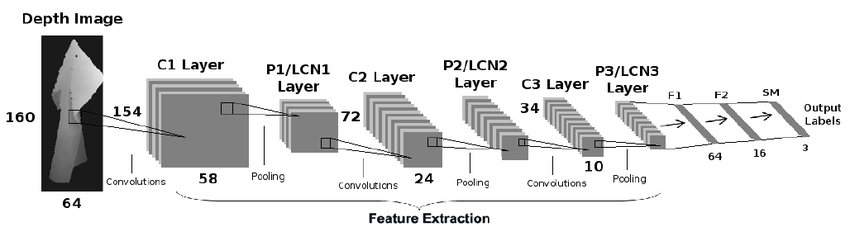 Depth Image
C1 Layer
P1/LCN1
Layer
C2 Layer
P2/LCN2
Layer
C3 Layer
P3/LCN3
Layer
F1
F2
SM
Output
Labels
160
154
72
34
64
58
24
10
64
16
3
Convolutions
Pooling
Convolutions
Pooling
Convolutions
Pooling
Feature Extraction